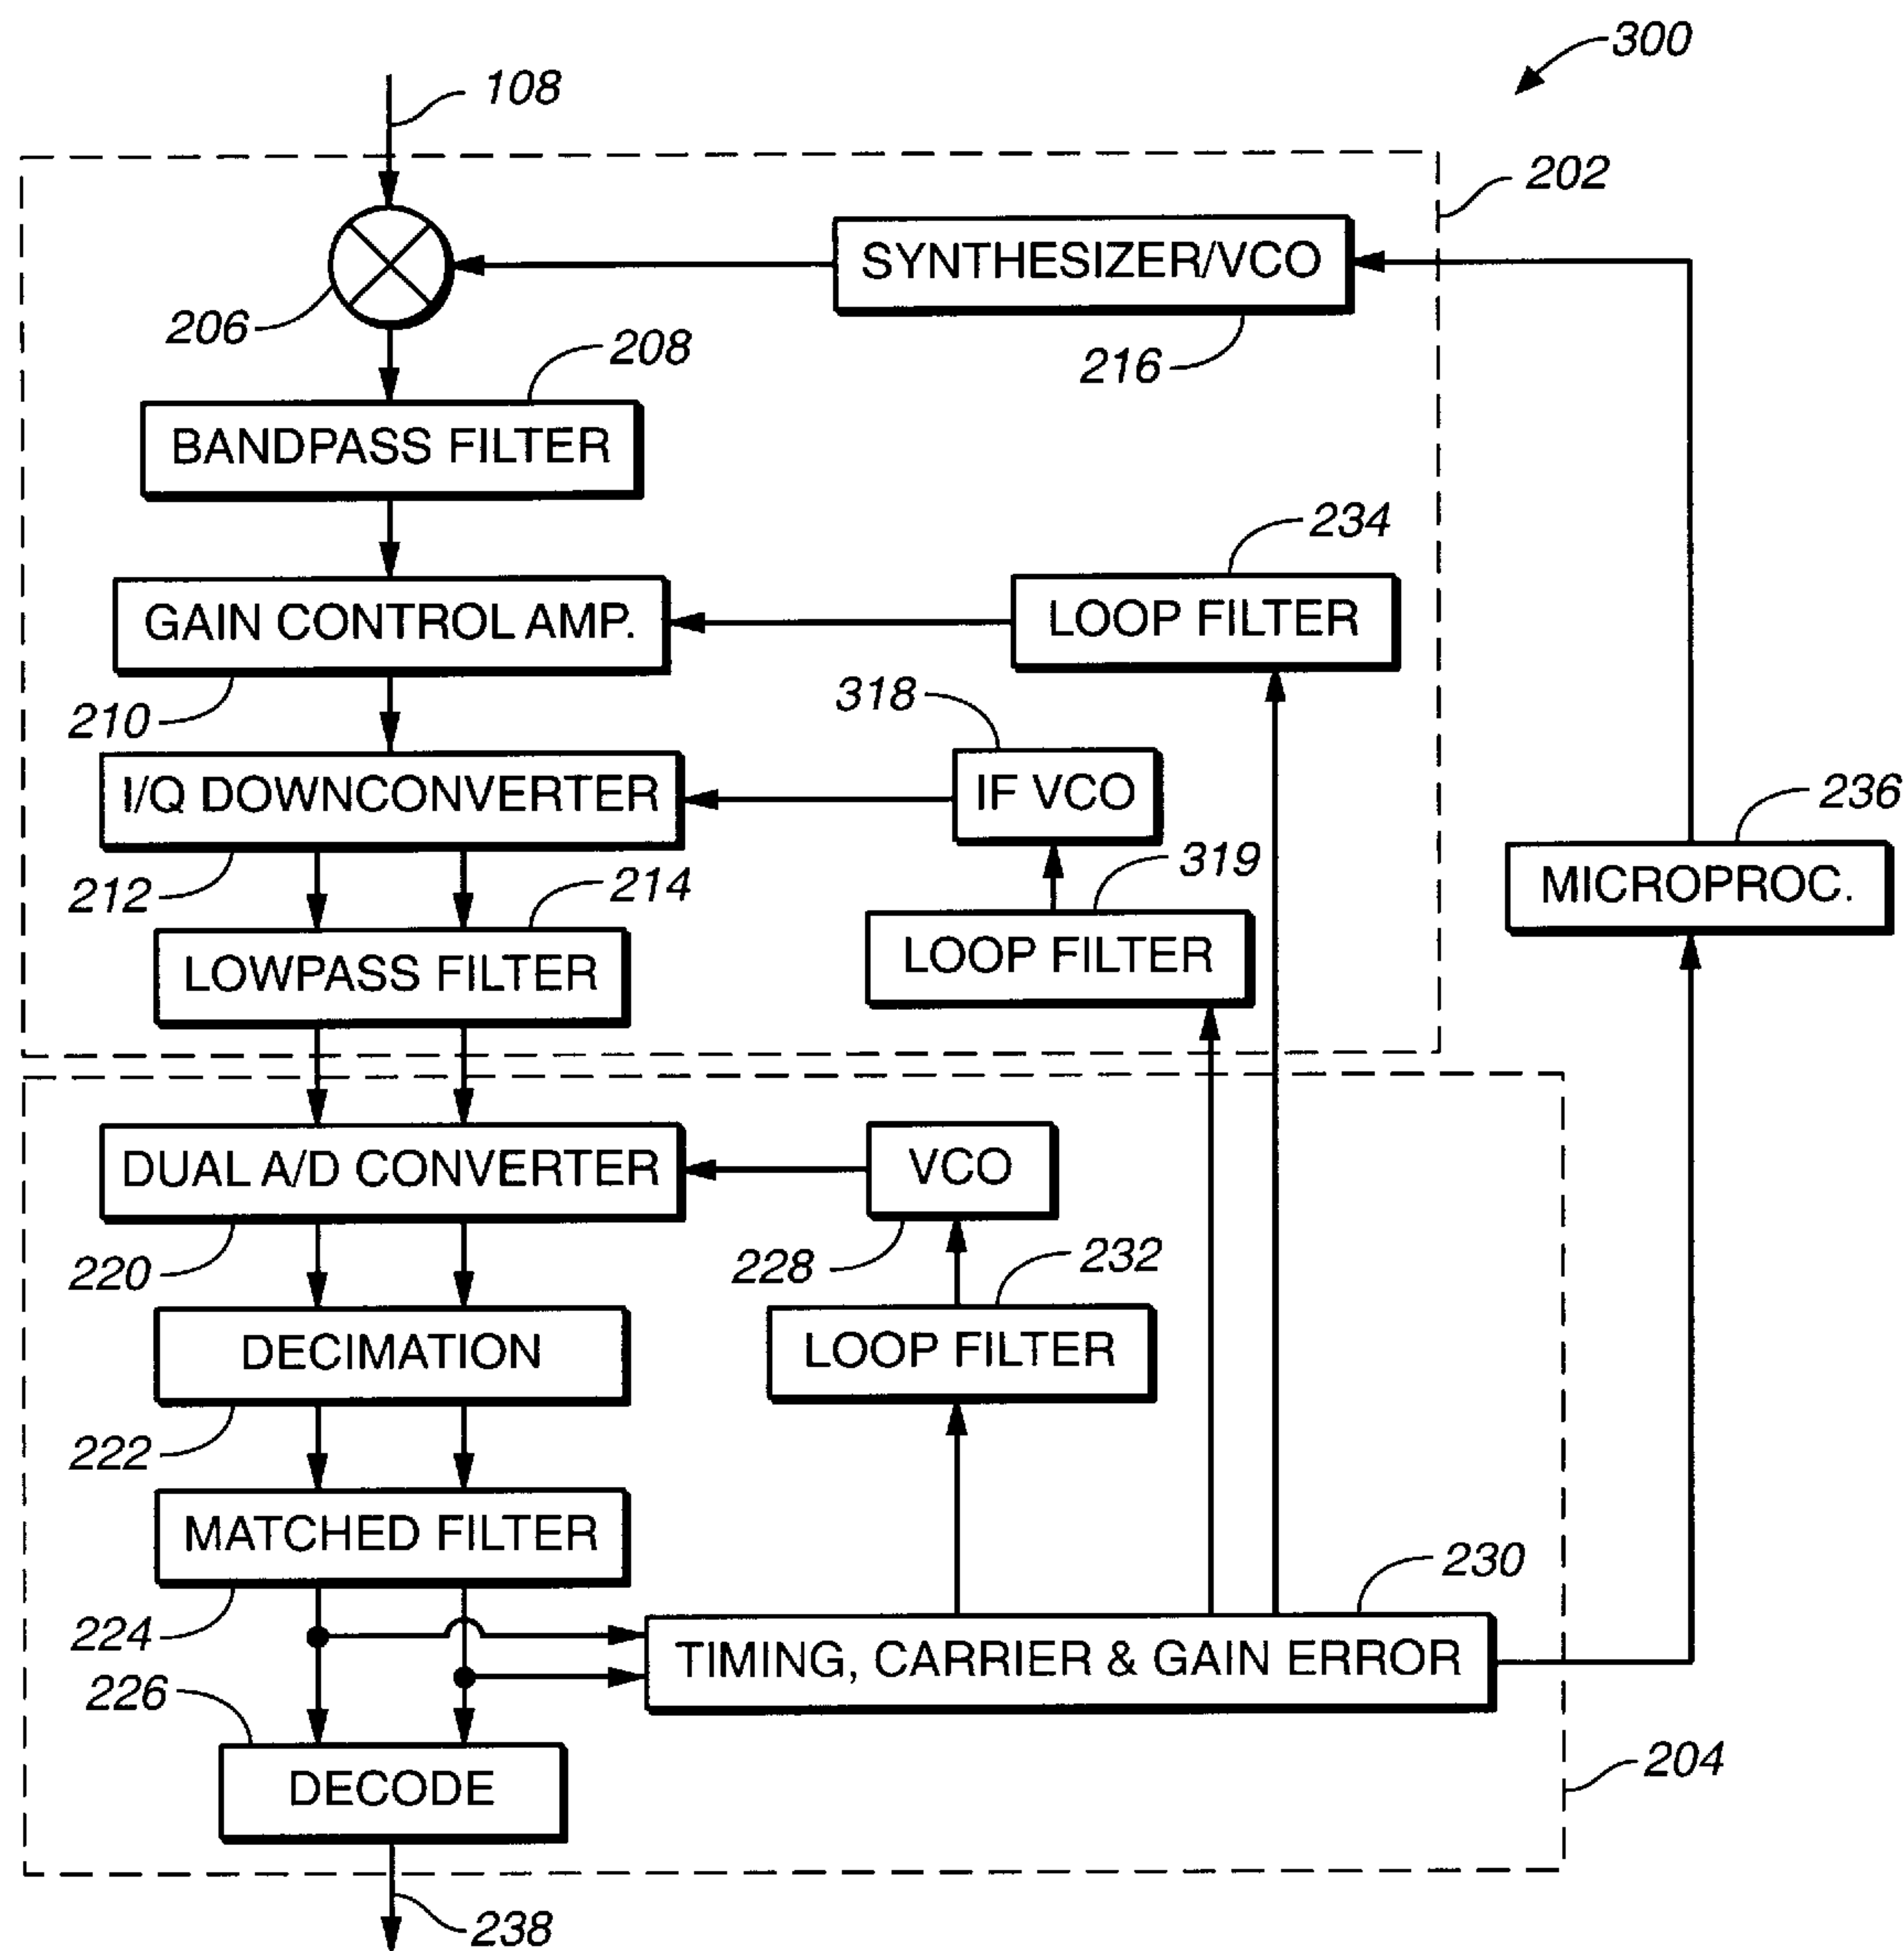 300
108
202
SYNTHESIZER/VCO
206
208
216
BANDPASS FILTER
234
GAIN CONTROL AMP.
LOOP FILTER
318
210
I/Q DOWNCONVERTER
IF VCO
236
319
212
214
MICROPROC.
LOWPASS FILTER
LOOP FILTER
DUAL A/D CONVERTER
VCO
220
228
232
DECIMATION
LOOP FILTER
222
MATCHED FILTER
230
224
TIMING, CARRIER & GAIN ERROR
226
204
DECODE
238